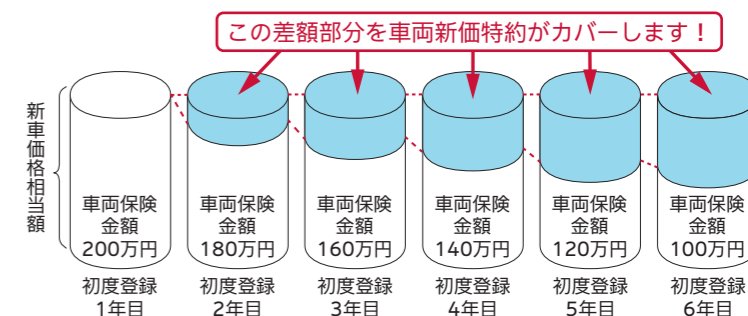 この差額部分を車両新価特約がカバーします！
新車価格相当額
車両保険
金額
200万円
車両保険
金額
180万円
車両保険
金額
160万円
車両保険
金額
140万円
車両保険
金額
120万円
車両保険
金額
100万円
初度登録
1年目
初度登録
2年目
初度登録
3年目
初度登録
4年目
初度登録
5年目
初度登録
6年目